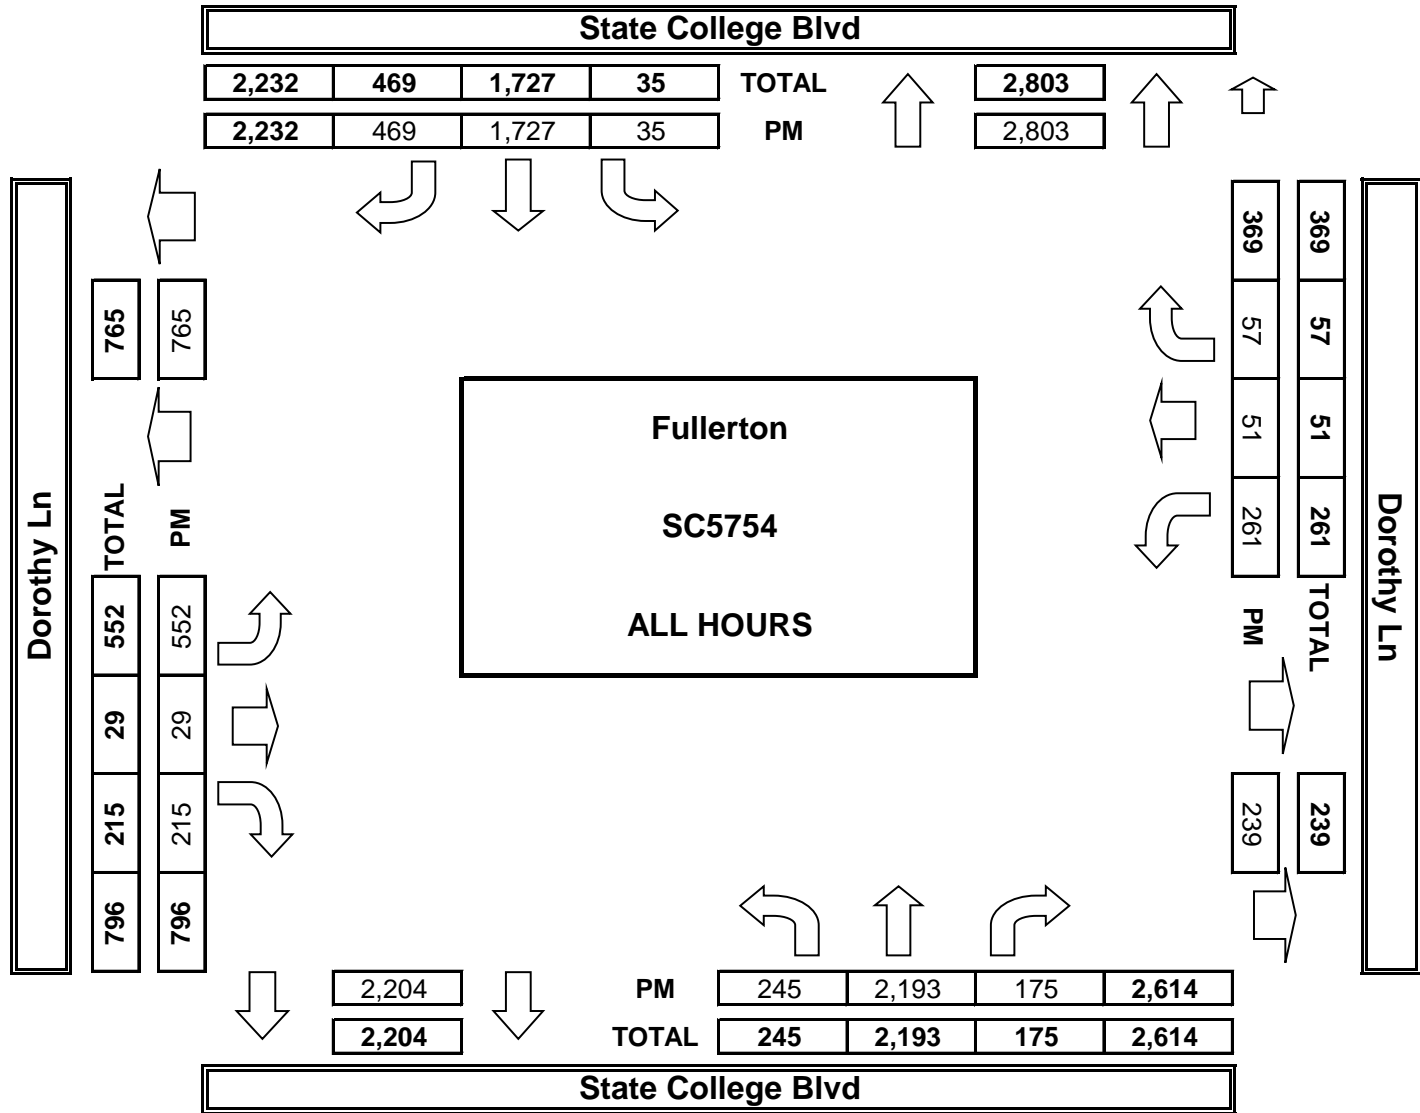 State College Blvd
2,232 469 1,727 35 TOTAL 2,803
2,232 469 1,727 35 PM 2,803
Dorothy Ln
TOTAL
PM
765 765
552 552
29 29
215 215
796 796
Fullerton
SC5754
ALL HOURS
369 369
57 57
51 51
261 261
PM
TOTAL
239 239
Dorothy Ln
2,204 PM 245 2,193 175 2,614
2,204 TOTAL 245 2,193 175 2,614
State College Blvd